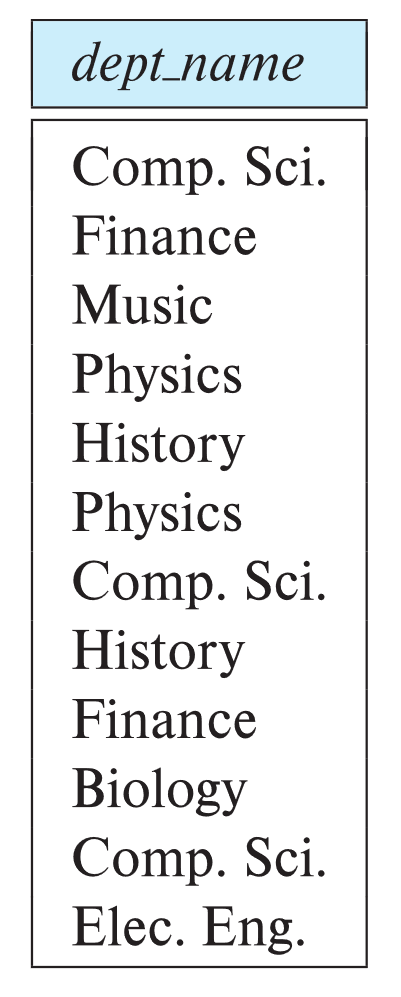 dept_name
Comp. Sci.
Finance
Music
Physics
History
Physics
Comp. Sci.
History
Finance
Biology
Comp. Sci.
Elec. Eng.